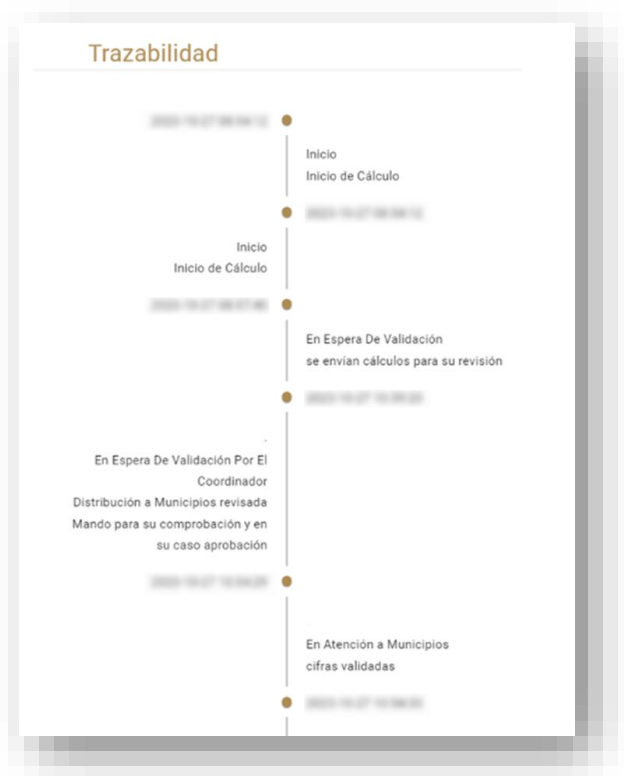 Trazabilidad
Inicio
Inicio de Cálculo
Inicio
Inicio de Cálculo
En Espera De Validación
se envían cálculos para su revisión
En Espera De Validación Por El
Coordinador
Distribución a Municipios revisada
Mando para su comprobación y en
su caso aprobación
En Atención a Municipios
cifras validadas